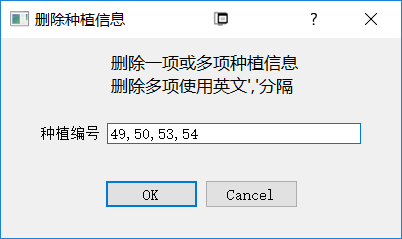 删除种植信息
?
删除一项或多项种植信息
删除多项使用英文','分隔
种植编号 49,50,53,54
OK Cancel